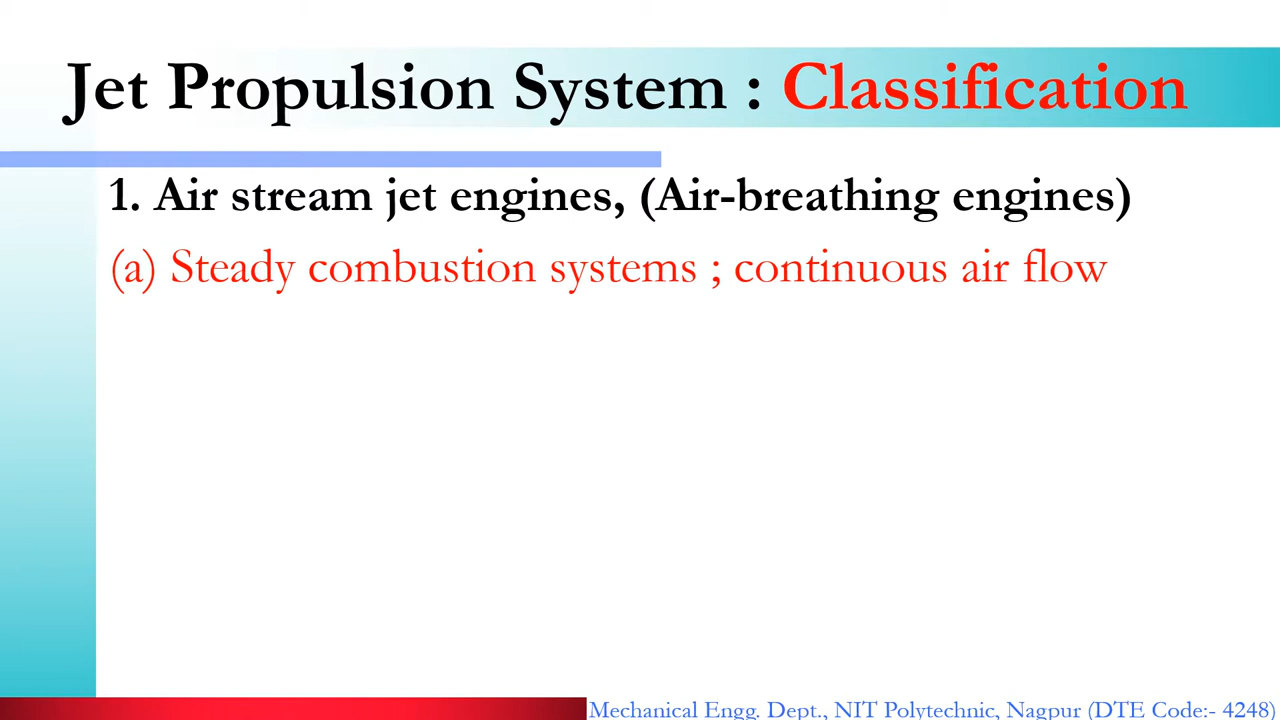 Jet Propulsion System : Classification
1. Air stream jet engines, (Air-breathing engines)
(a) Steady combustion systems ; continuous air flow
Mechanical Engg. Dept., NIT Polytechnic, Nagpur (DTE Code:- 4248)